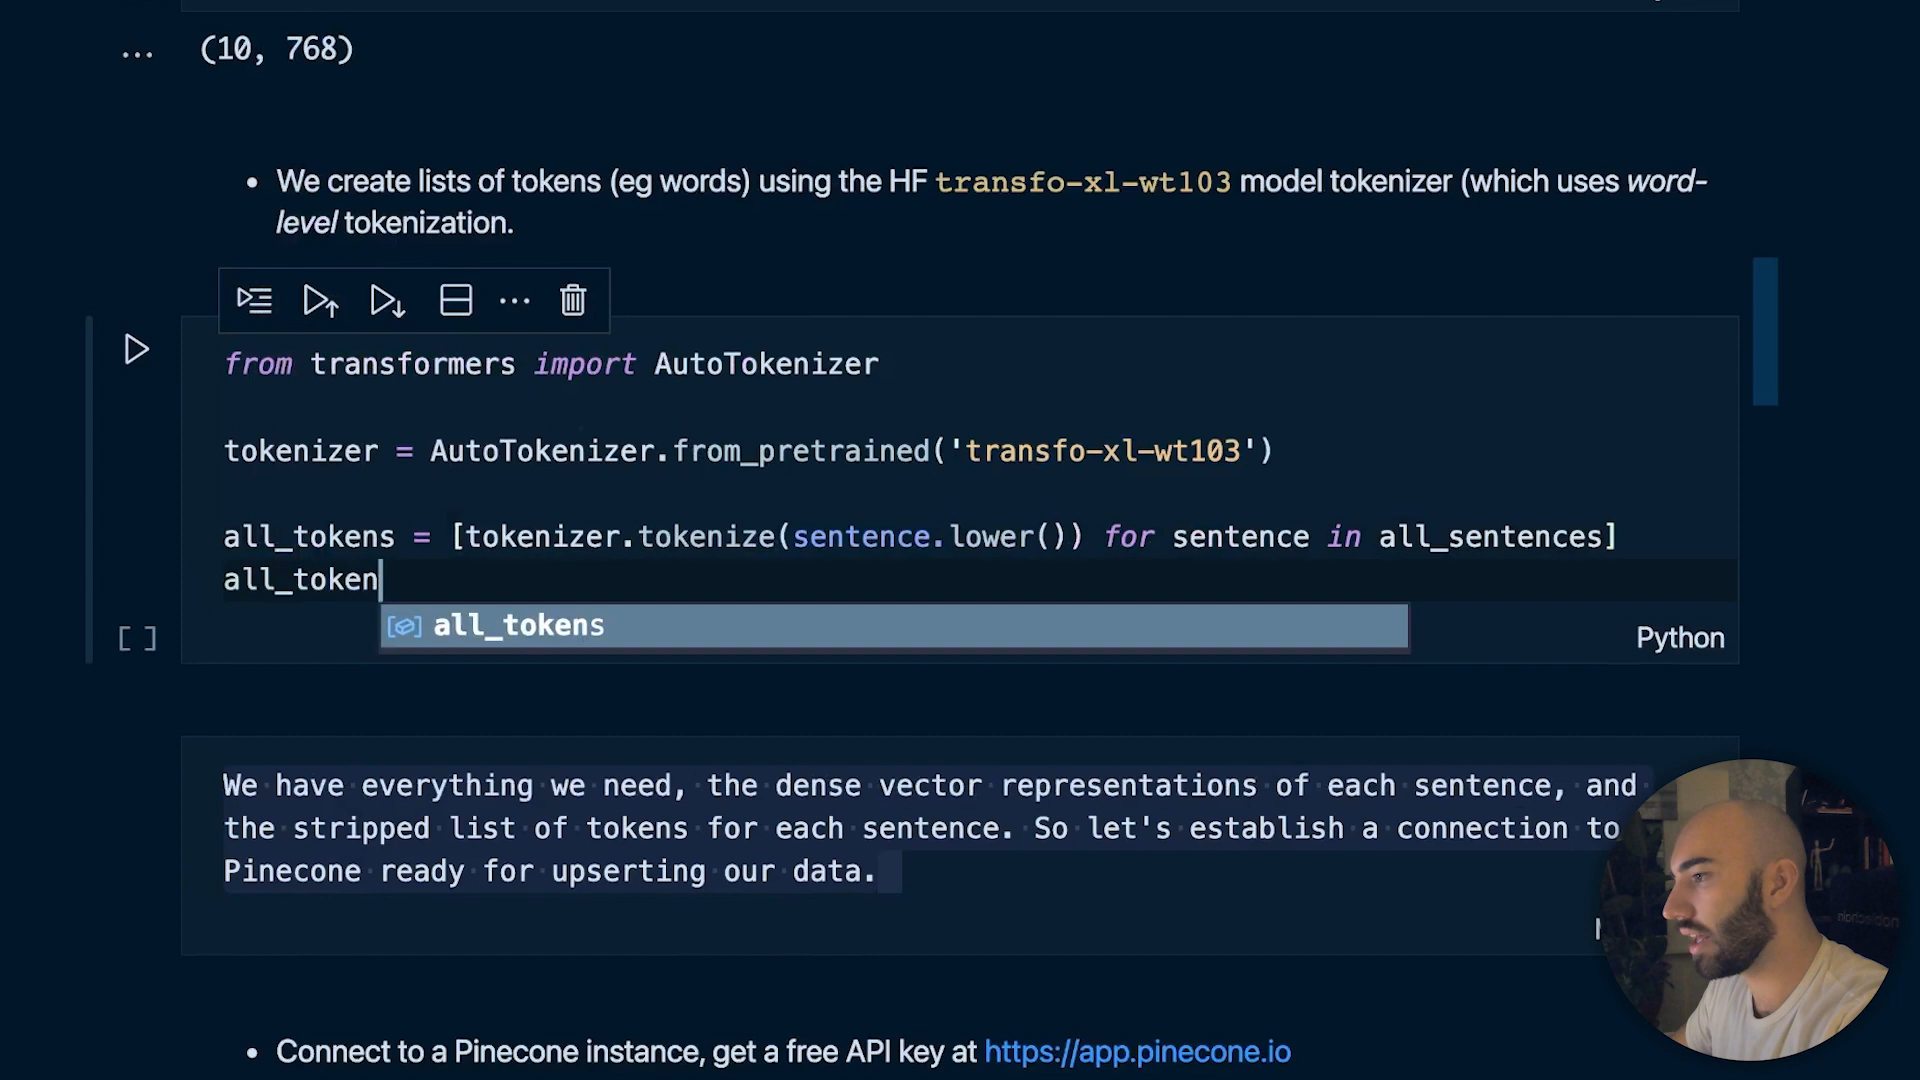 ... (10, 768)
• We create lists of tokens (eg words) using the HF transfo-xl-wt103 model tokenizer (which uses word-
level tokenization.
from transformers import AutoTokenizer
tokenizer = AutoTokenizer.from_pretrained('transfo-xl-wt103')
all_tokens = [tokenizer.tokenize(sentence.lower()) for sentence in all_sentences]
all_token
all_tokens
[ ]
Python
We have everything we need, the dense vector representations of each sentence, and
the stripped list of tokens for each sentence. So let's establish a connection to
Pinecone ready for upserting our data.
• Connect to a Pinecone instance, get a free API key at https://app.pinecone.io